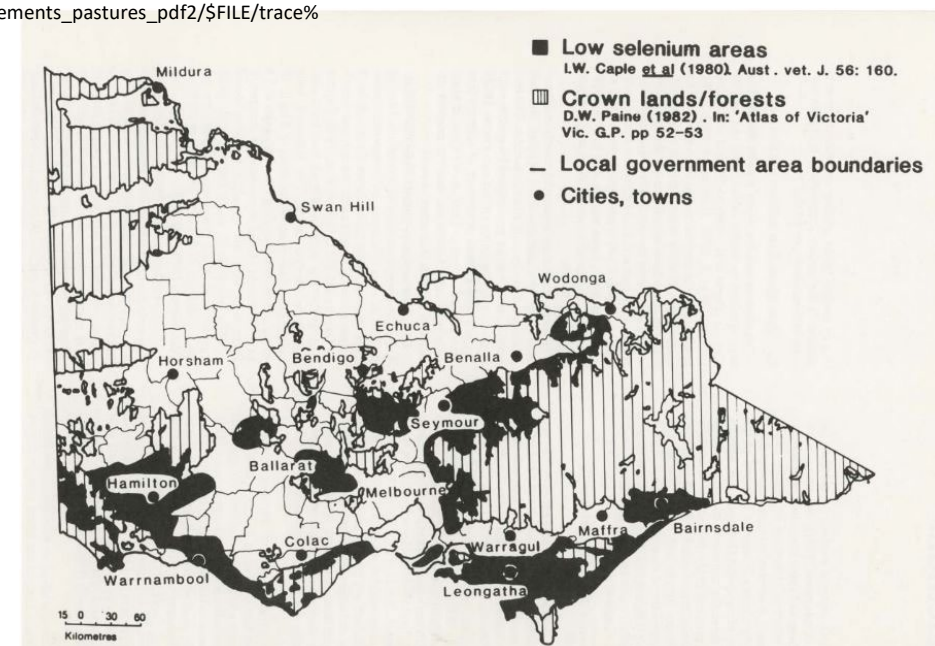 ements_pastures_pdf2/$FILE/trace%
Low selenium areas
I.W. Caple et al (1980). Aust. vet. J. 56: 160.
Crown lands/forests
D.W. Paine (1982). In: 'Atlas of Victoria'
Vic. G.P. pp 52-53
Local government area boundaries
Cities, towns
Mildura
Swan Hill
Wodonga
Echuca
Horsham
Bendigo
Benalla
Seymour
Ballarat
Hamilton
Melbourne
Colac
Warragul
Maffra
Bairnsdale
Warrnambool
Leongatha
15 0 30 60
Kilometres